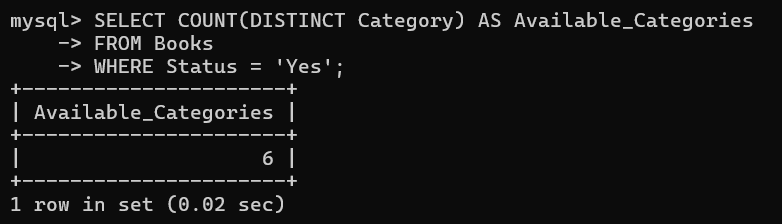 mysql> SELECT COUNT(DISTINCT Category) AS Available_Categories
    -> FROM Books
    -> WHERE Status = 'Yes';
+----------------------+
| Available_Categories |
+----------------------+
|                    6 |
+----------------------+
1 row in set (0.02 sec)